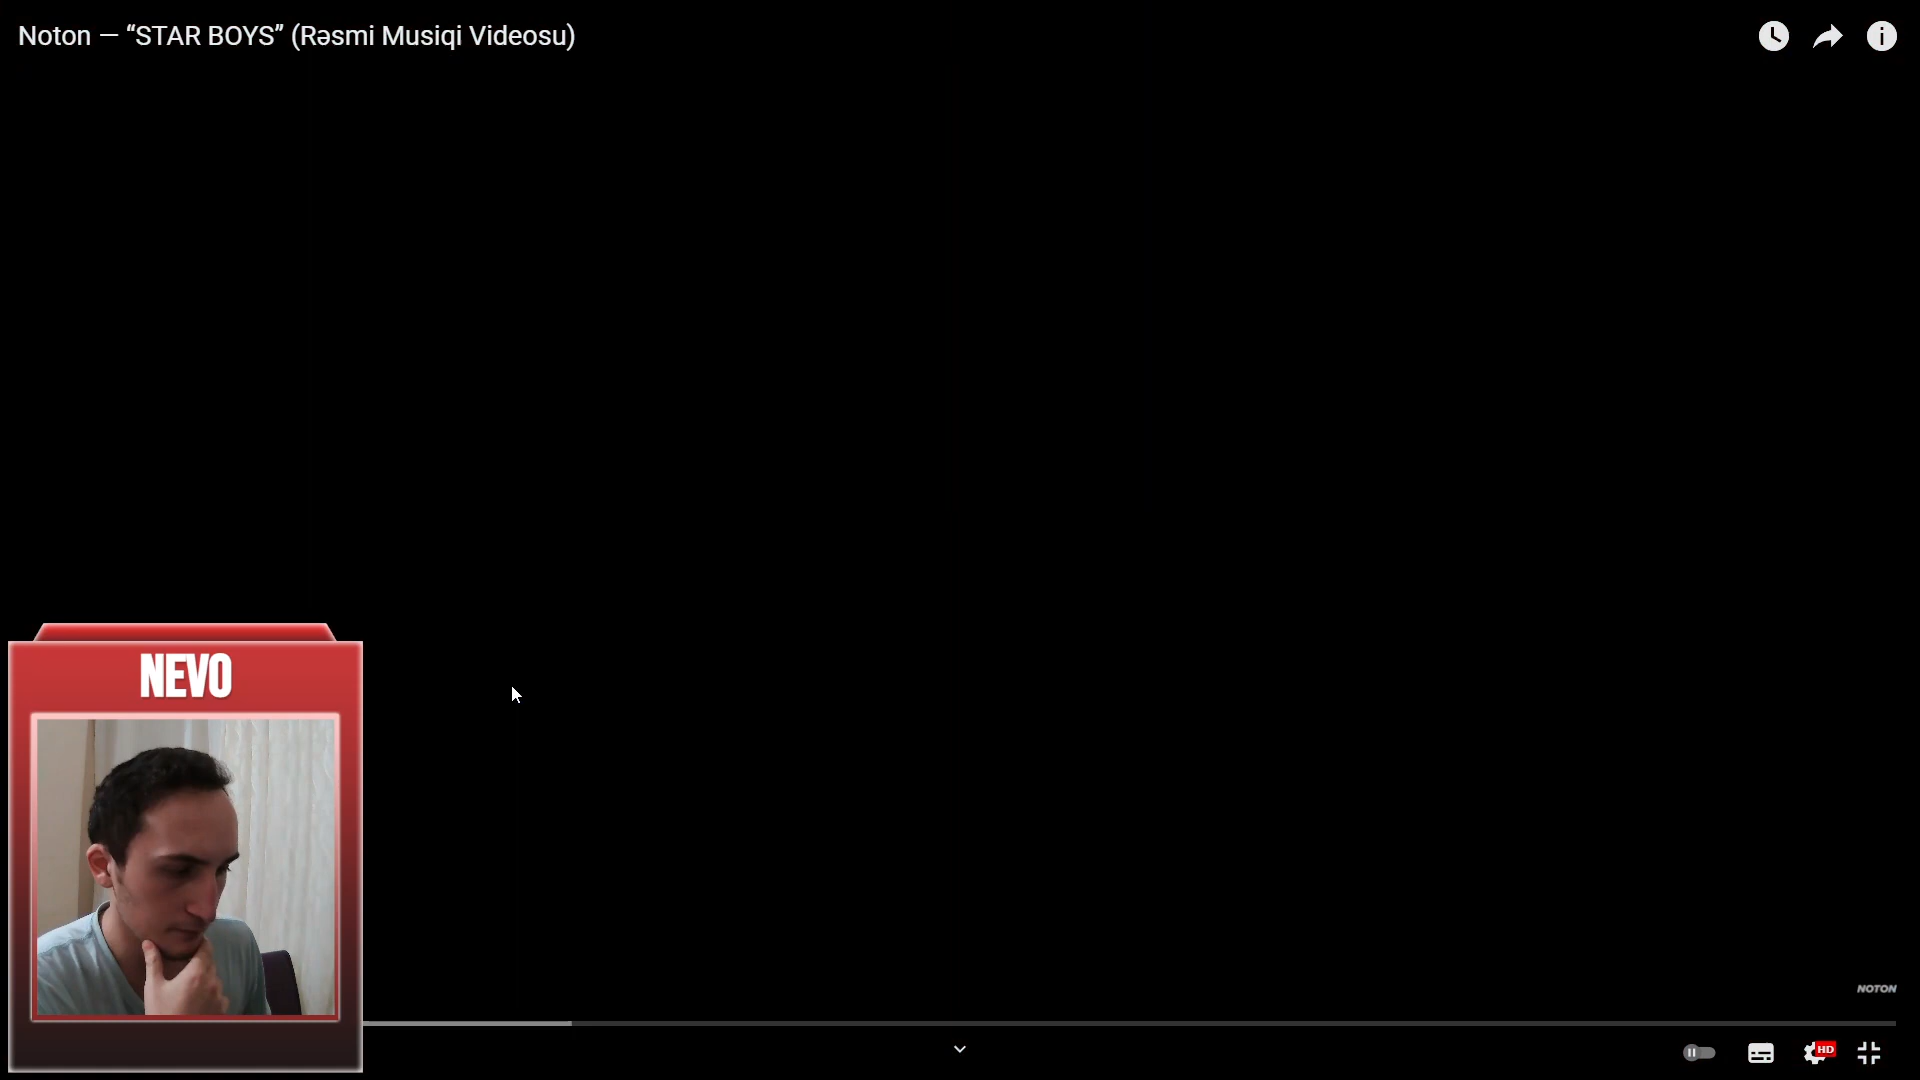 Noton — “STAR BOYS” (Rəsmi Musiqi Videosu)
NEVO
NOTON
HD